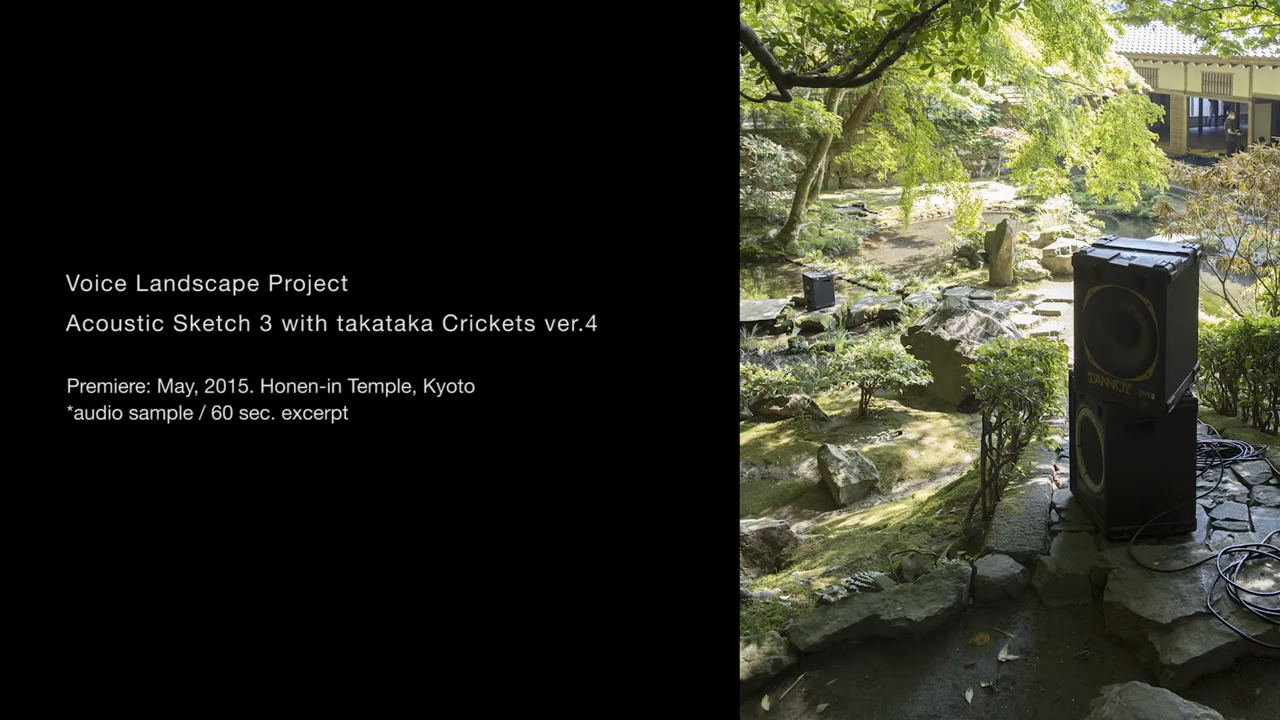 Voice Landscape Project
Acoustic Sketch 3 with takataka Crickets ver.4
Premiere: May, 2015. Honen-in Temple, Kyoto
*audio sample / 60 sec. excerpt
TANNOY